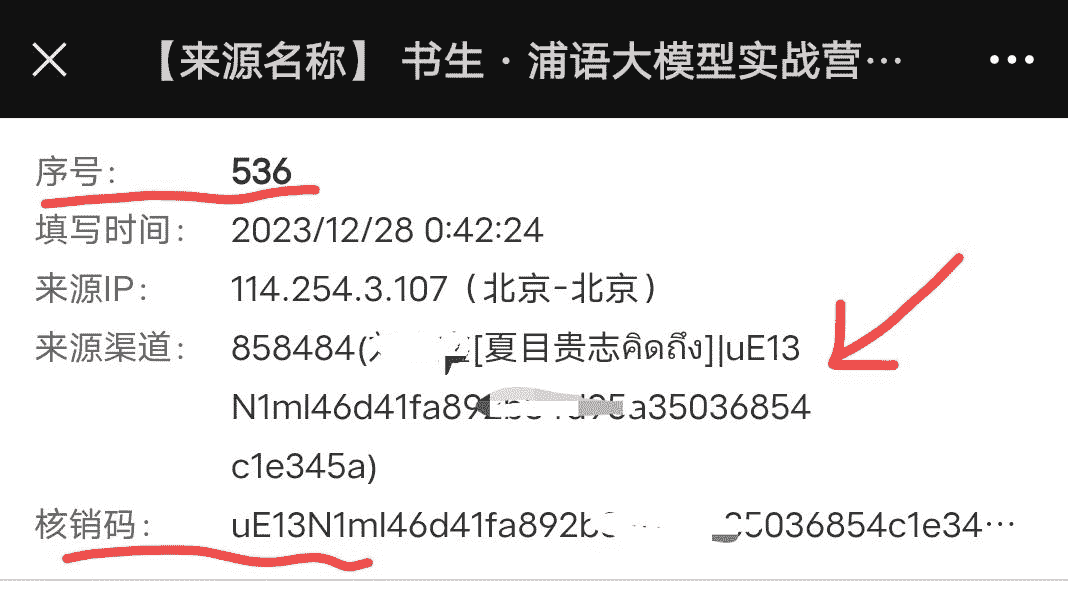 【来源名称】 书生·浦语大模型实战营…
序号: 536
填写时间: 2023/12/28 0:42:24
来源IP: 114.254.3.107（北京-北京）
来源渠道: 858484( [夏目贵志คิดถึง]|uE13
N1ml46d41fa892 a35036854
c1e345a)
核销码: uE13N1ml46d41fa892b 5036854c1e34…